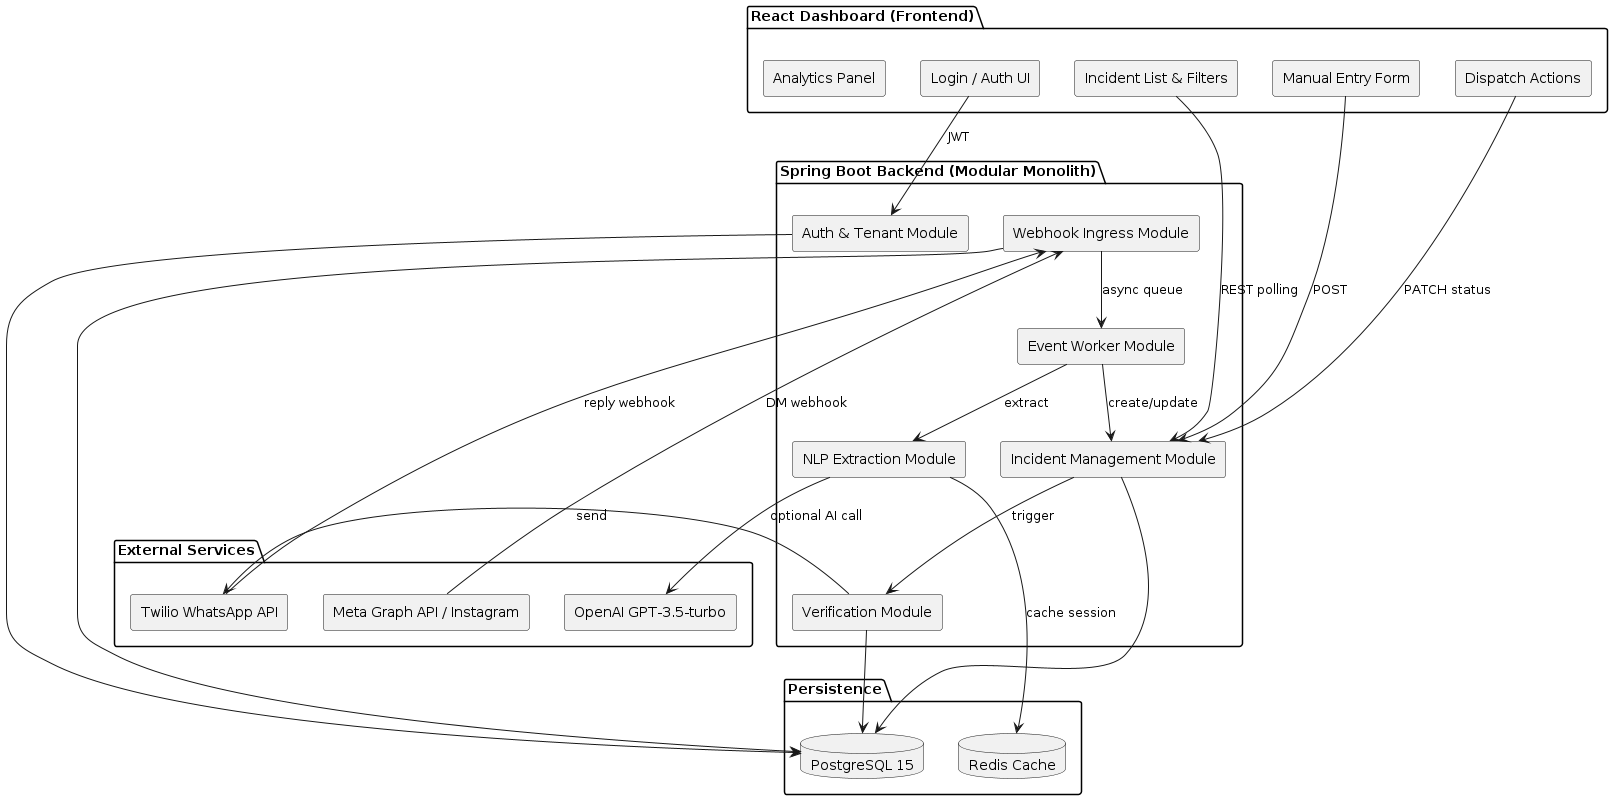 React Dashboard (Frontend)
Analytics Panel
Login / Auth UI
Incident List & Filters
Manual Entry Form
Dispatch Actions
JWT
Spring Boot Backend (Modular Monolith)
Auth & Tenant Module
Webhook Ingress Module
async queue
REST polling
POST
PATCH status
Event Worker Module
reply webhook
DM webhook
extract
create/update
NLP Extraction Module
Incident Management Module
send
optional AI call
trigger
External Services
Twilio WhatsApp API
Meta Graph API / Instagram
OpenAI GPT-3.5-turbo
Verification Module
cache session
Persistence
PostgreSQL 15
Redis Cache